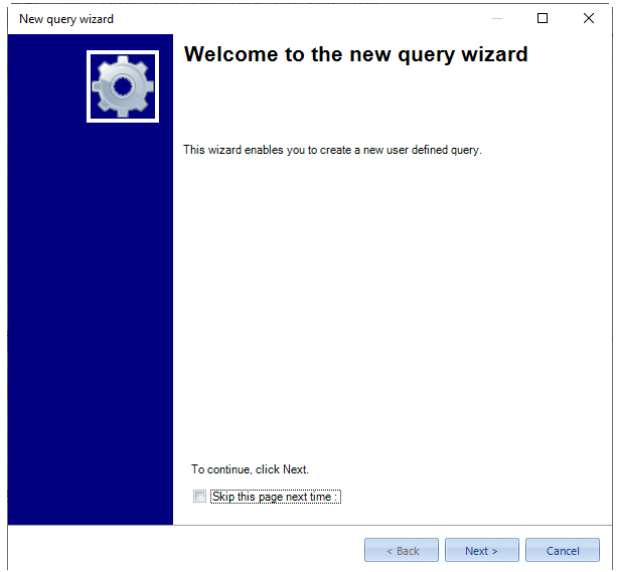 New query wizard
Welcome to the new query wizard
This wizard enables you to create a new user defined query.
To continue, click Next.
Skip this page next time :
< Back Next > Cancel